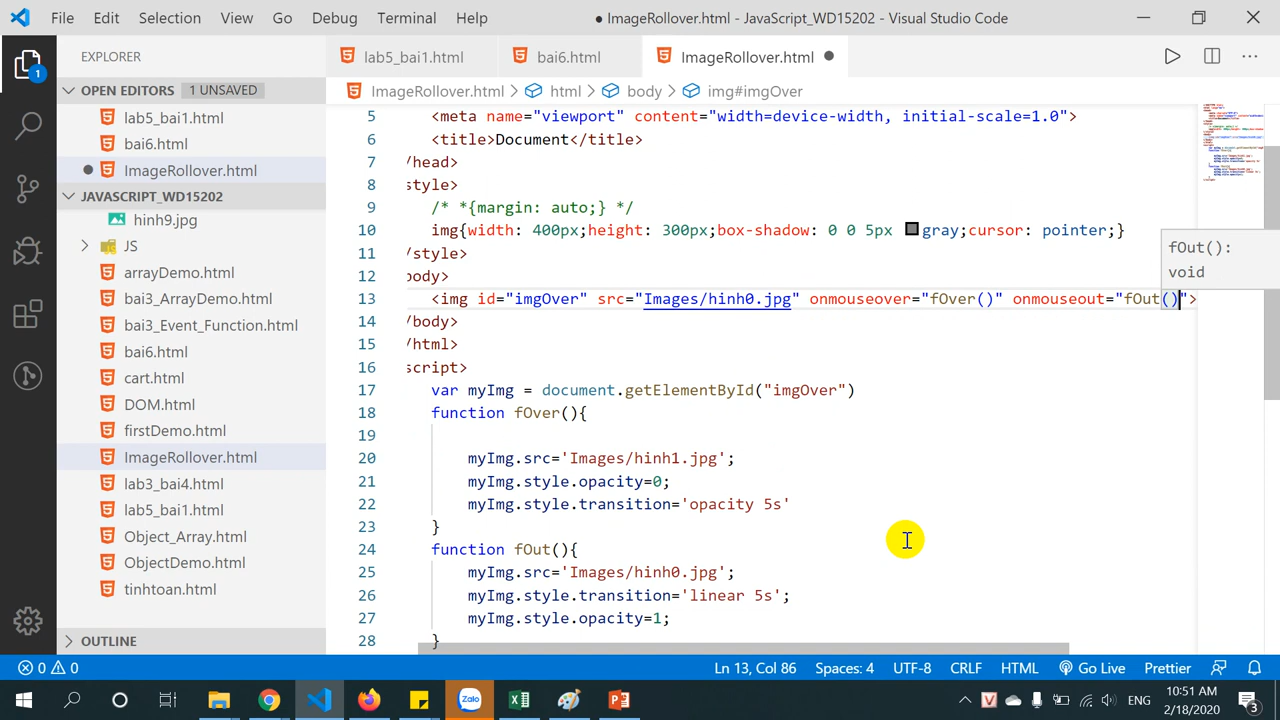 File Edit Selection View Go Debug Terminal Help
● ImageRollover.html - JavaScript_WD15202 - Visual Studio Code
EXPLORER
OPEN EDITORS 1 UNSAVED
lab5_bai1.html
bai6.html
ImageRollover.html
JAVASCRIPT_WD15202
hinh9.jpg
JS
arrayDemo.html
bai3_ArrayDemo.html
bai3_Event_Function.html
bai6.html
cart.html
DOM.html
firstDemo.html
ImageRollover.html
lab3_bai4.html
lab5_bai1.html
Object_Array.html
ObjectDemo.html
tinhtoan.html
OUTLINE
1
lab5_bai1.html bai6.html ImageRollover.html
ImageRollover.html html body img#imgOver
5 <meta name="viewport" content="width=device-width, initial-scale=1.0">
6 <title>Document</title>
7 /head>
8 style>
9 /* *{margin: auto;} */
10 img{width: 400px;height: 300px;box-shadow: 0 0 5px gray;cursor: pointer;}
11 /style>
12 body>
13 <img id="imgOver" src="Images/hinh0.jpg" onmouseover="fOver()" onmouseout="fOut()">
14 /body>
15 /html>
16 script>
17 var myImg = document.getElementById("imgOver")
18 function fOver(){
19
20 myImg.src='Images/hinh1.jpg';
21 myImg.style.opacity=0;
22 myImg.style.transition='opacity 5s'
23 }
24 function fOut(){
25 myImg.src='Images/hinh0.jpg';
26 myImg.style.transition='linear 5s';
27 myImg.style.opacity=1;
28 }
fOut():
void
0 0 Ln 13, Col 86 Spaces: 4 UTF-8 CRLF HTML Go Live Prettier
Zalo ENG 10:51 AM
2/18/2020
3